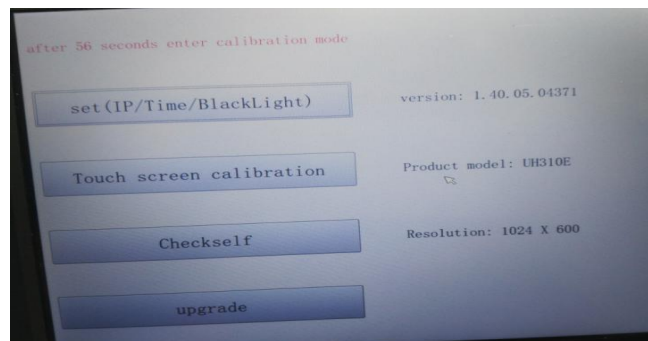 after 56 seconds enter calibration mode
set(IP/Time/BlackLight)
version: 1.40.05.04371
Touch screen calibration
Product model: UH310E
Checkself
Resolution: 1024 X 600
upgrade